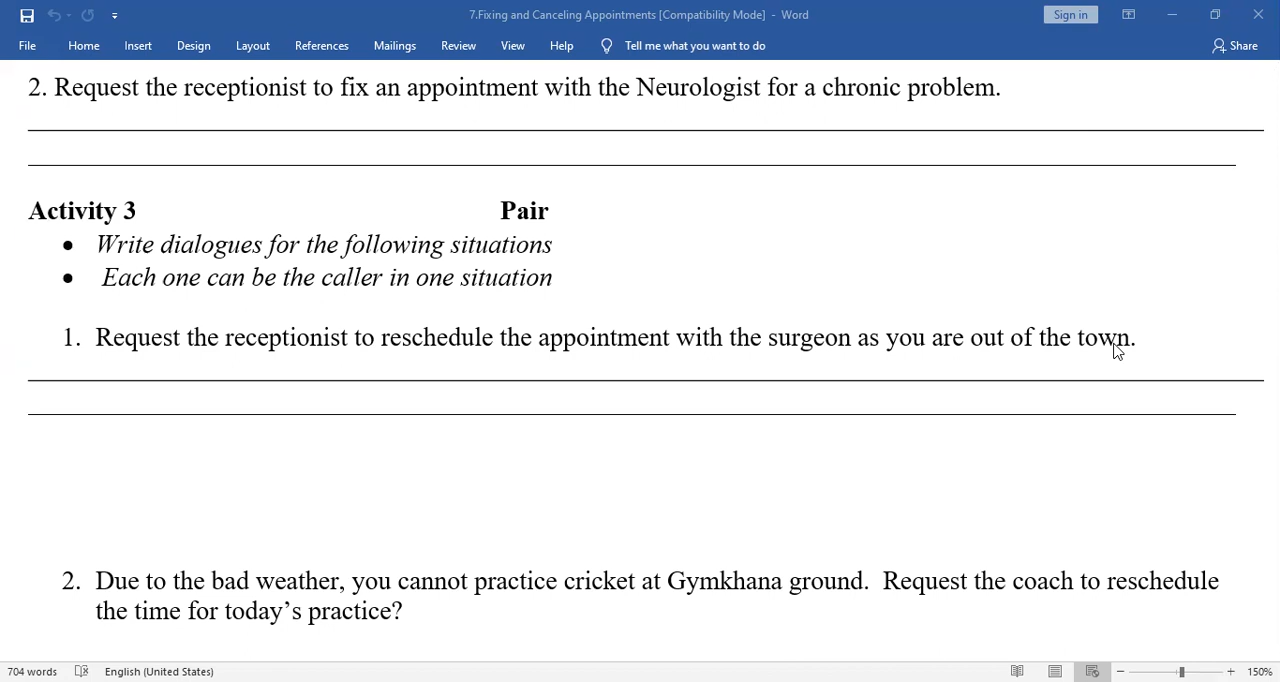 7.Fixing and Canceling Appointments [Compatibility Mode] - Word
Sign in
File Home Insert Design Layout References Mailings Review View Help Tell me what you want to do Share
2. Request the receptionist to fix an appointment with the Neurologist for a chronic problem.
Activity 3 Pair
• Write dialogues for the following situations
• Each one can be the caller in one situation
1. Request the receptionist to reschedule the appointment with the surgeon as you are out of the town.
2. Due to the bad weather, you cannot practice cricket at Gymkhana ground. Request the coach to reschedule
the time for today's practice?
704 words English (United States) 150%